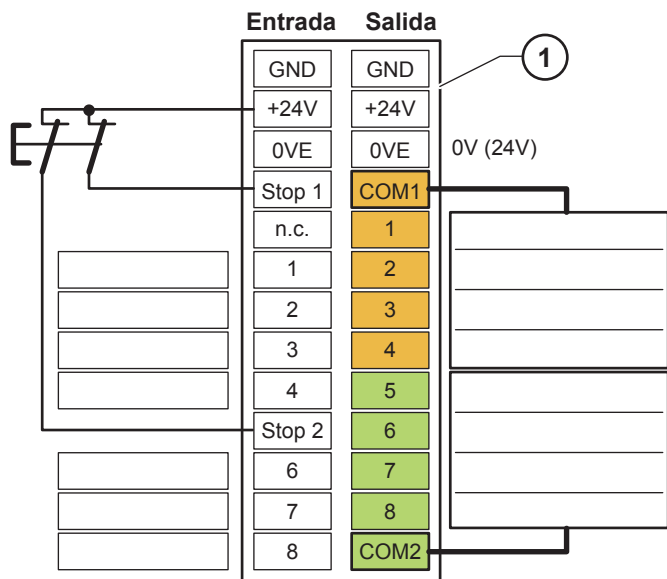 Entrada Salida
1
GND GND
+24V +24V
0VE 0VE 0V (24V)
Stop 1 COM1
n.c. 1
1 2
2 3
3 4
4 5
Stop 2 6
6 7
7 8
8 COM2